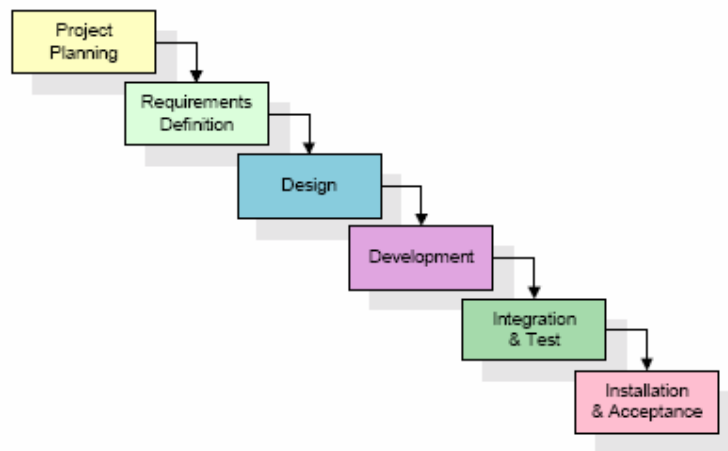 Project
Planning
Requirements
Definition
Design
Development
Integration
& Test
Installation
& Acceptance